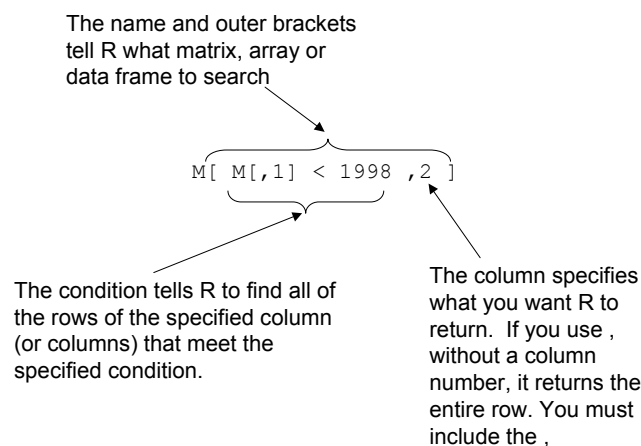 The name and outer brackets
tell R what matrix, array or
data frame to search
M[ M[,1] < 1998 ,2 ]
The condition tells R to find all of
the rows of the specified column
(or columns) that meet the
specified condition.
The column specifies
what you want R to
return. If you use ,
without a column
number, it returns the
entire row. You must
include the ,